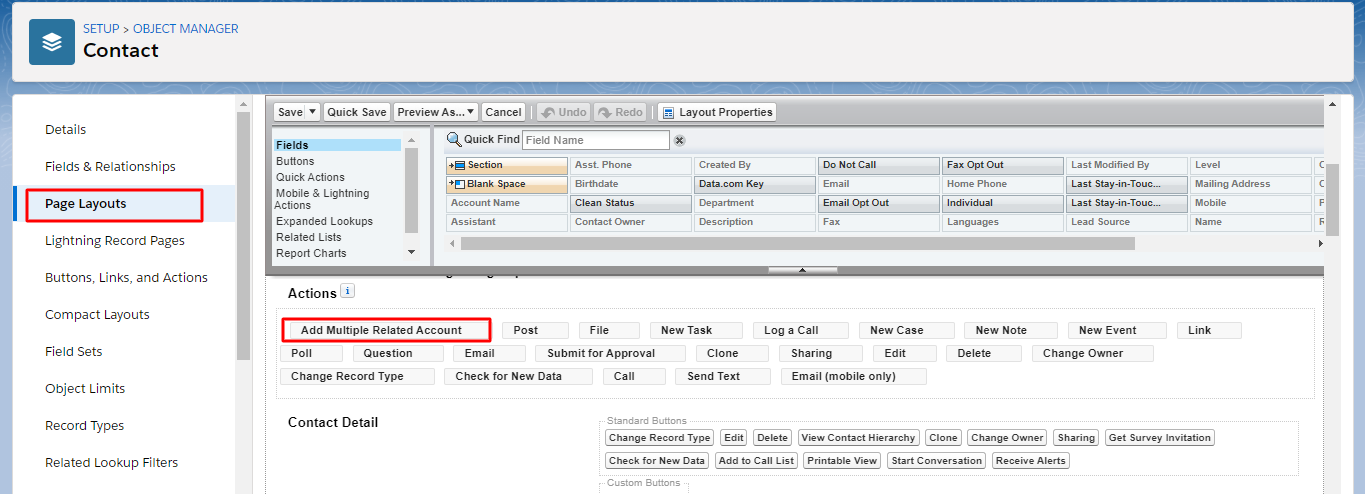 SETUP > OBJECT MANAGER
Contact
Details
Fields & Relationships
Page Layouts
Lightning Record Pages
Buttons, Links, and Actions
Compact Layouts
Field Sets
Object Limits
Record Types
Related Lookup Filters
Save Quick Save Preview As... Cancel Undo Redo Layout Properties
Fields
Buttons
Quick Actions
Mobile & Lightning
Actions
Expanded Lookups
Related Lists
Report Charts
Quick Find Field Name
Section Asst. Phone Created By Do Not Call Fax Opt Out Last Modified By Level
Blank Space Birthdate Data.com Key Email Home Phone Last Stay-in-Touc... Mailing Address
Account Name Clean Status Department Email Opt Out Individual Last Stay-in-Touc... Mobile
Assistant Contact Owner Description Fax Languages Lead Source Name
Actions i
Add Multiple Related Account Post File New Task Log a Call New Case New Note New Event Link
Poll Question Email Submit for Approval Clone Sharing Edit Delete Change Owner
Change Record Type Check for New Data Call Send Text Email (mobile only)
Contact Detail
Standard Buttons
Change Record Type Edit Delete View Contact Hierarchy Clone Change Owner Sharing Get Survey Invitation
Check for New Data Add to Call List Printable View Start Conversation Receive Alerts
Custom Buttons